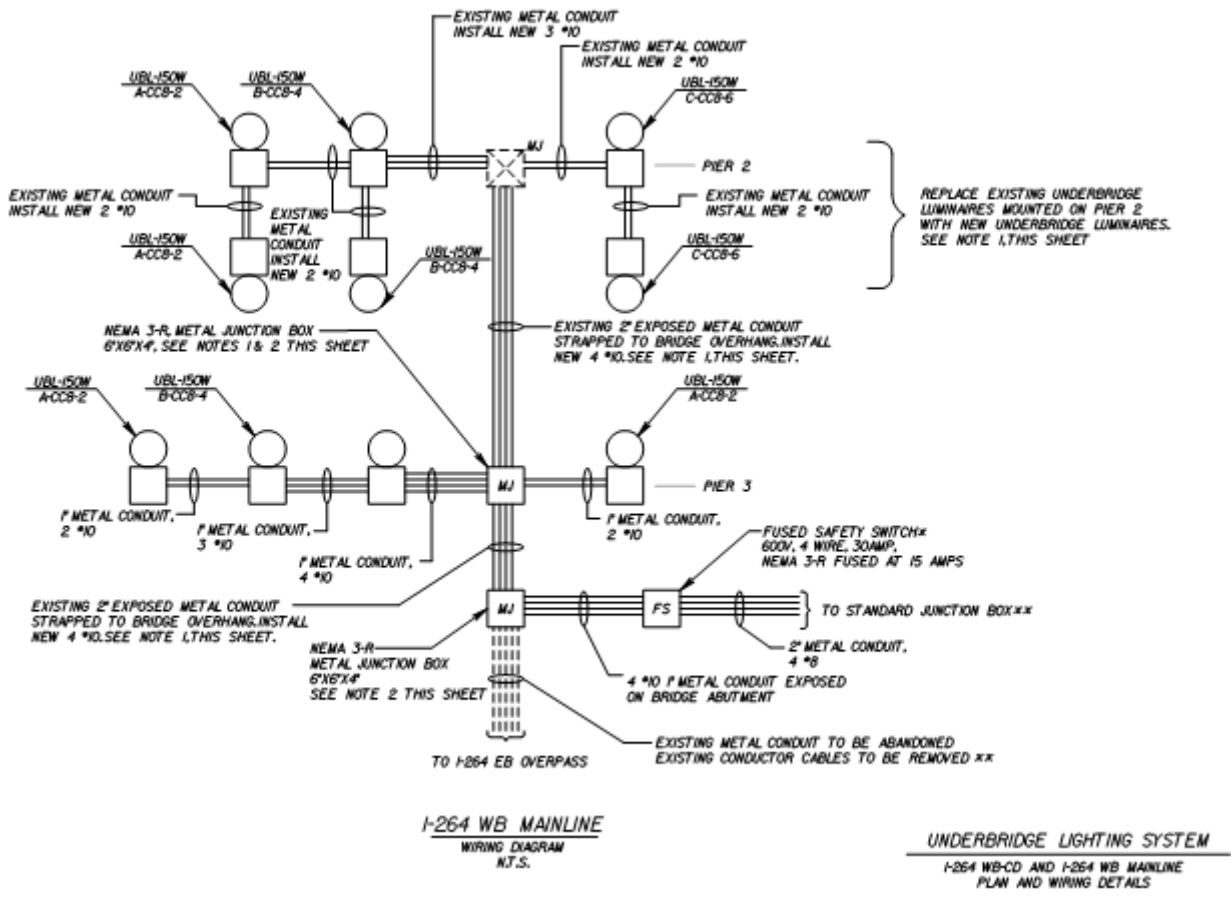 EXISTING METAL CONDUIT
INSTALL NEW 3 #10
EXISTING METAL CONDUIT
INSTALL NEW 2 #10
UBL-150W
A-CC8-2
UBL-150W
B-CC8-4
UBL-150W
C-CC8-6
MJ
PIER 2
EXISTING METAL CONDUIT
INSTALL NEW 2 #10
EXISTING
METAL
CONDUIT
INSTALL
NEW 2 #10
EXISTING METAL CONDUIT
INSTALL NEW 2 #10
REPLACE EXISTING UNDERBRIDGE
LUMINAIRES MOUNTED ON PIER 2
WITH NEW UNDERBRIDGE LUMINAIRES.
SEE NOTE 1, THIS SHEET
UBL-150W
A-CC8-2
UBL-150W
B-CC8-4
UBL-150W
C-CC8-6
NEMA 3-R, METAL JUNCTION BOX
6"X6"X4", SEE NOTES 1 & 2 THIS SHEET
EXISTING 2" EXPOSED METAL CONDUIT
STRAPPED TO BRIDGE OVERHANG.INSTALL
NEW 4 #10.SEE NOTE 1,THIS SHEET.
UBL-150W
A-CC8-2
UBL-150W
B-CC8-4
UBL-150W
A-CC8-2
MJ
PIER 3
1" METAL CONDUIT,
2 #10
1" METAL CONDUIT,
3 #10
1" METAL CONDUIT,
4 #10
1" METAL CONDUIT,
2 #10
FUSED SAFETY SWITCH*
600V, 4 WIRE, 30AMP,
NEMA 3-R FUSED AT 15 AMPS
EXISTING 2" EXPOSED METAL CONDUIT
STRAPPED TO BRIDGE OVERHANG.INSTALL
NEW 4 #10.SEE NOTE 1,THIS SHEET.
MJ
FS
TO STANDARD JUNCTION BOX**
NEMA 3-R
METAL JUNCTION BOX
6"X6"X4"
SEE NOTE 2 THIS SHEET
2" METAL CONDUIT,
4 #8
4 #10 1" METAL CONDUIT EXPOSED
ON BRIDGE ABUTMENT
EXISTING METAL CONDUIT TO BE ABANDONED
EXISTING CONDUCTOR CABLES TO BE REMOVED **
TO I-264 EB OVERPASS
I-264 WB MAINLINE
WIRING DIAGRAM
N.T.S.
UNDERBRIDGE LIGHTING SYSTEM
I-264 WB-CD AND I-264 WB MAINLINE
PLAN AND WIRING DETAILS